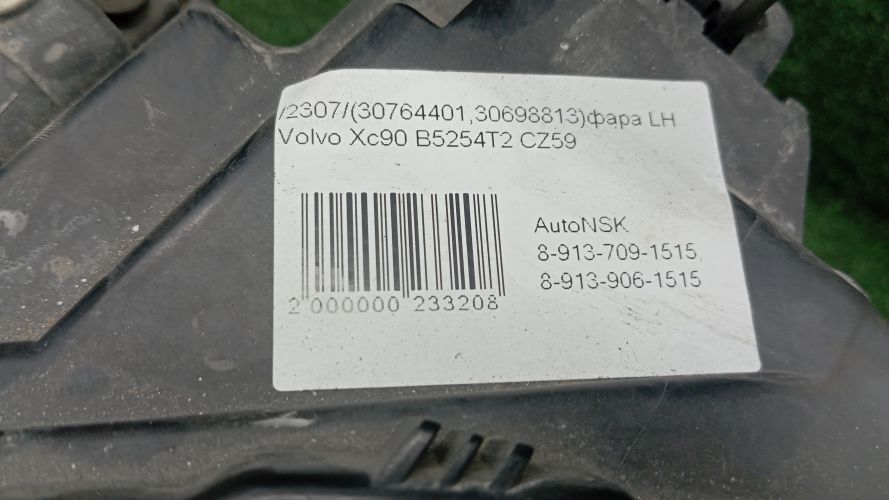 /2307/(30764401,30698813)фара LH
Volvo Xc90 B5254T2 CZ59
AutoNSK
8-913-709-1515,
8-913-906-1515
2 000000 233208